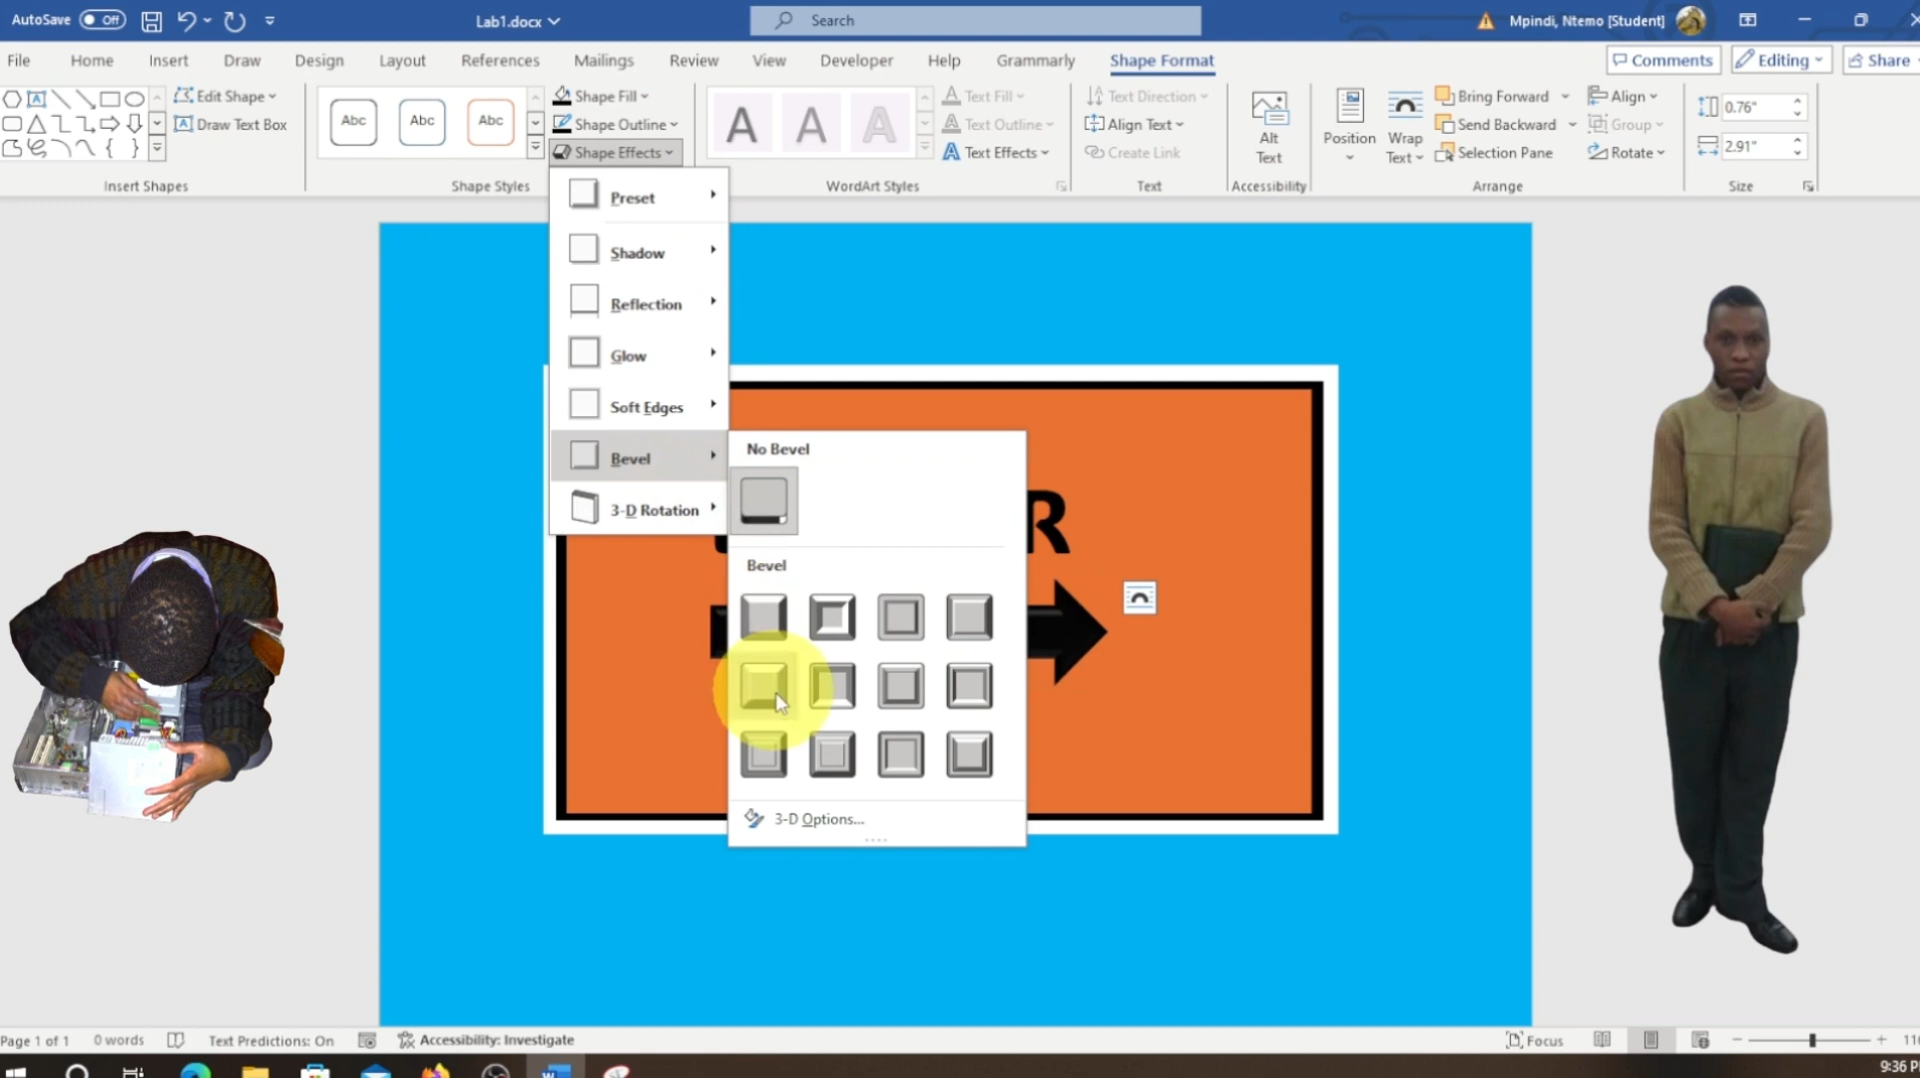 AutoSave Off Lab1.docx Search Mpindi, Ntemo [Student]
File Home Insert Draw Design Layout References Mailings Review View Developer Help Grammarly Shape Format Comments Editing Share
Edit Shape
Draw Text Box
Insert Shapes
Abc Abc Abc
Shape Fill
Shape Outline
Shape Effects
Shape Styles
A A A
Text Fill
Text Outline
Text Effects
WordArt Styles
Text Direction
Align Text
Create Link
Text
Alt
Text
Accessibility
Position
Wrap
Text
Bring Forward
Send Backward
Selection Pane
Align
Group
Rotate
Arrange
0.76"
2.91"
Size
Preset
Shadow
Reflection
Glow
Soft Edges
Bevel
3-D Rotation
No Bevel
Bevel
3-D Options...
R
Page 1 of 1 0 words Text Predictions: On Accessibility: Investigate Focus
9:36 P